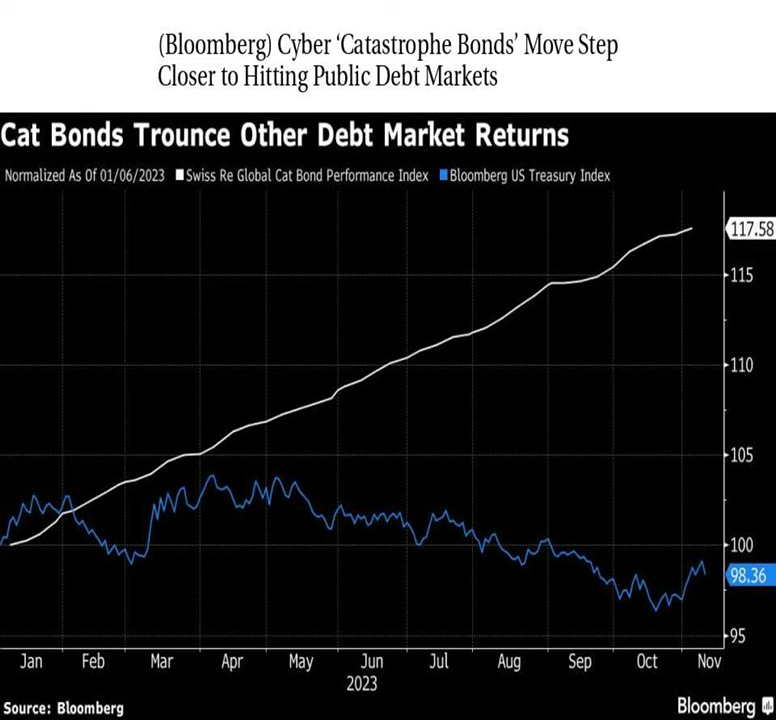 (Bloomberg) Cyber ‘Catastrophe Bonds’ Move Step
Closer to Hitting Public Debt Markets
Cat Bonds Trounce Other Debt Market Returns
Normalized As Of 01/06/2023 Swiss Re Global Cat Bond Performance Index Bloomberg US Treasury Index
117.58
115
110
105
100
98.36
95
Jan Feb Mar Apr May Jun Jul Aug Sep Oct Nov
2023
Source: Bloomberg
Bloomberg